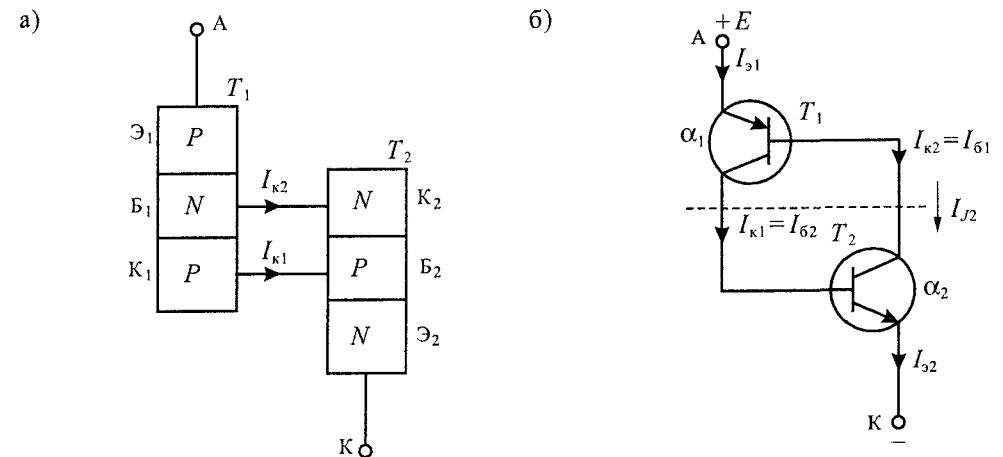 а)
А
T₁
Э₁ P
Б₁ N
К₁ P
Iк2
Iк1
T₂
N К₂
P Б₂
N Э₂
К
б)
А +E
Iэ1
T₁
α₁
Iк2=Iб1
IJ2
Iк1=Iб2
T₂
α₂
Iэ2
К
–